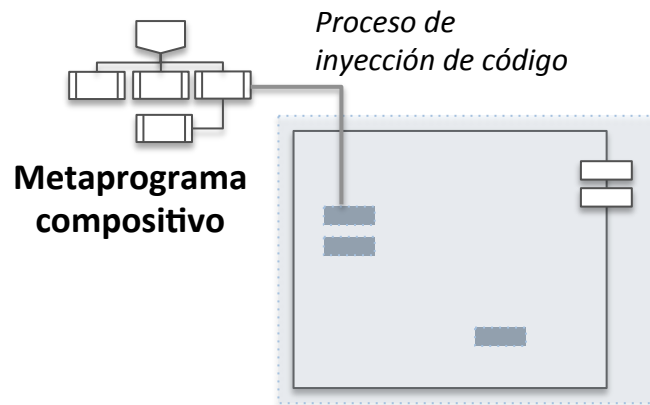 Proceso de
inyección de código
Metaprograma
compositivo